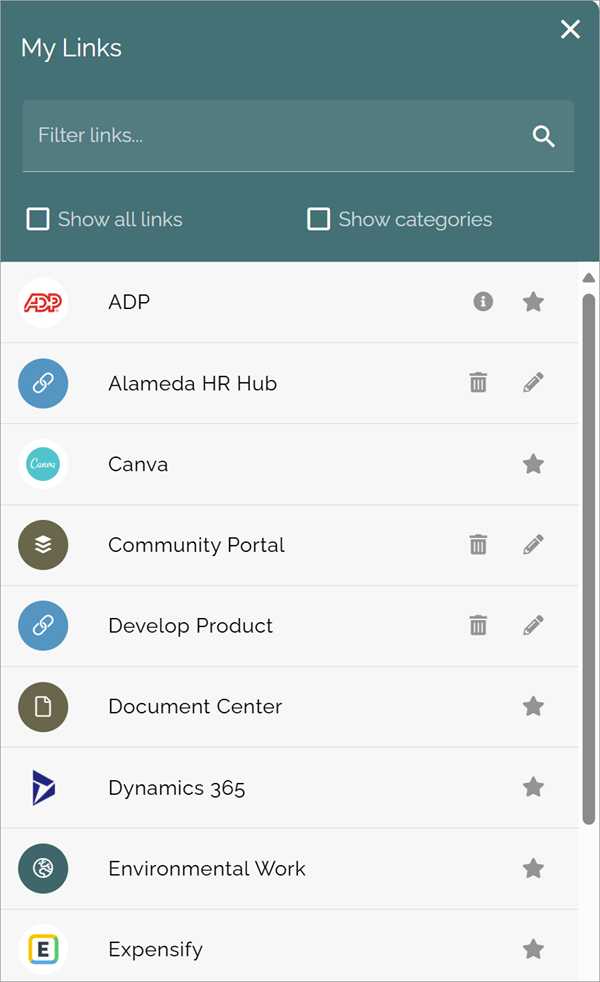 My Links
Filter links...
Show all links Show categories
ADP ADP
Alameda HR Hub
Canva Canva
Community Portal
Develop Product
Document Center
Dynamics 365
Environmental Work
E Expensify